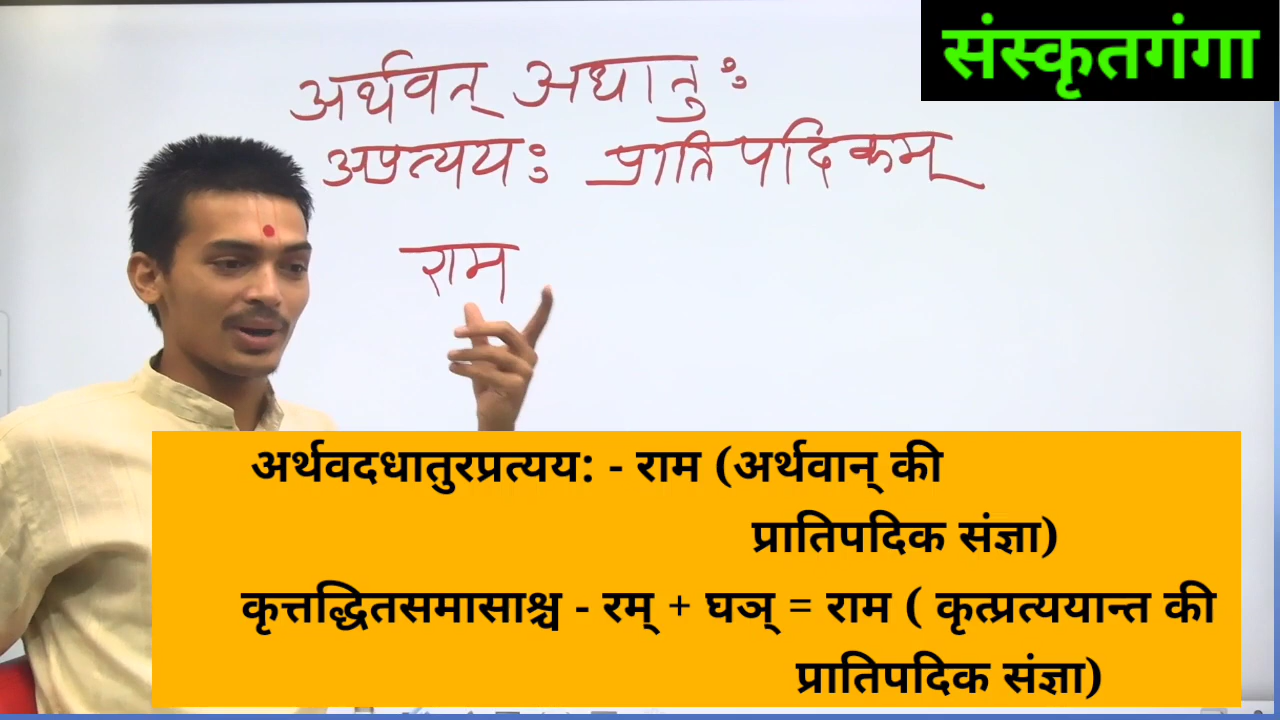 संस्कृतगंगा
अर्थवत् अधातुः
अप्रत्ययः प्रातिपदिकम्
राम
अर्थवदधातुरप्रत्यय: - राम (अर्थवान् की
प्रातिपदिक संज्ञा)
कृत्तद्धितसमासाश्च - रम् + घञ् = राम ( कृत्प्रत्ययान्त की
प्रातिपदिक संज्ञा)